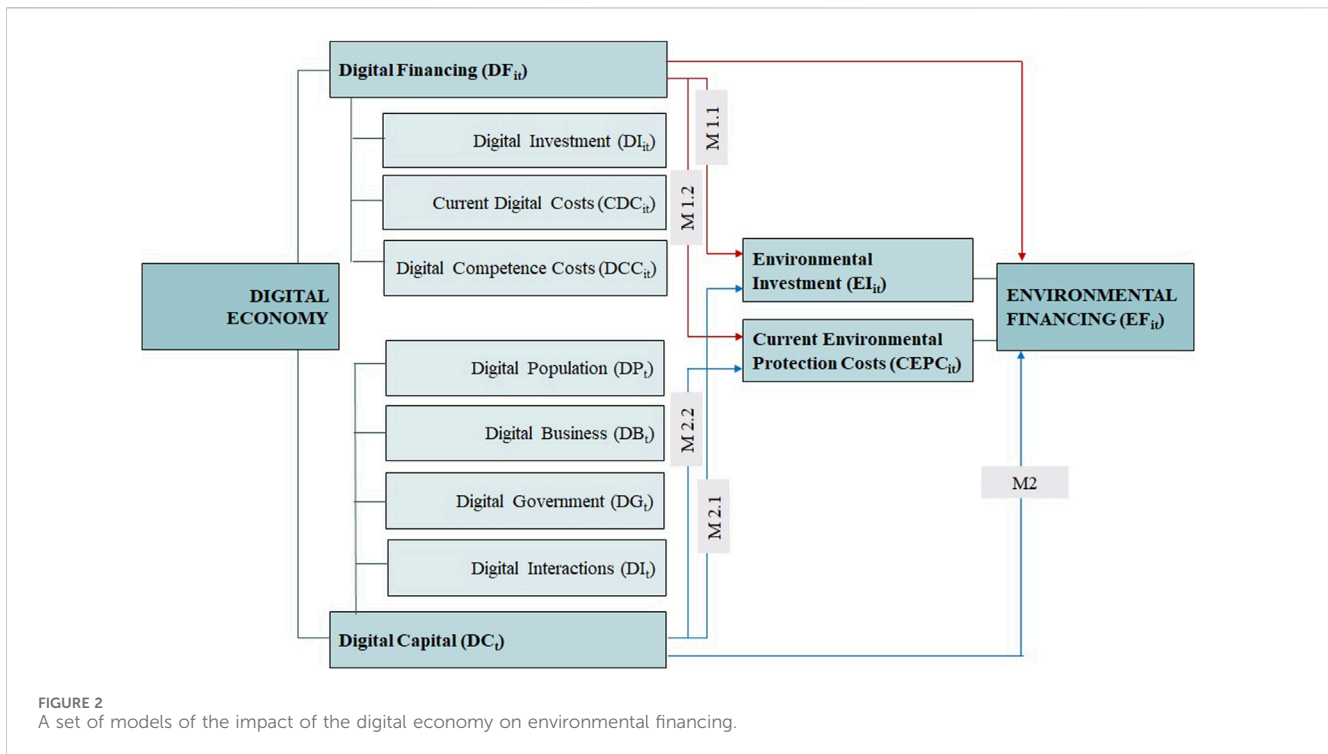 Digital Financing (DFit)
Digital Investment (DIit)
Current Digital Costs (CDCit)
Digital Competence Costs (DCCit)
DIGITAL
ECONOMY
Digital Population (DPt)
Digital Business (DBt)
Digital Government (DGt)
Digital Interactions (DIt)
Digital Capital (DCt)
M 1.1
M 1.2
M 2.2
M 2.1
Environmental
Investment (EIit)
Current Environmental
Protection Costs (CEPCit)
ENVIRONMENTAL
FINANCING (EFit)
M2
FIGURE 2
A set of models of the impact of the digital economy on environmental financing.